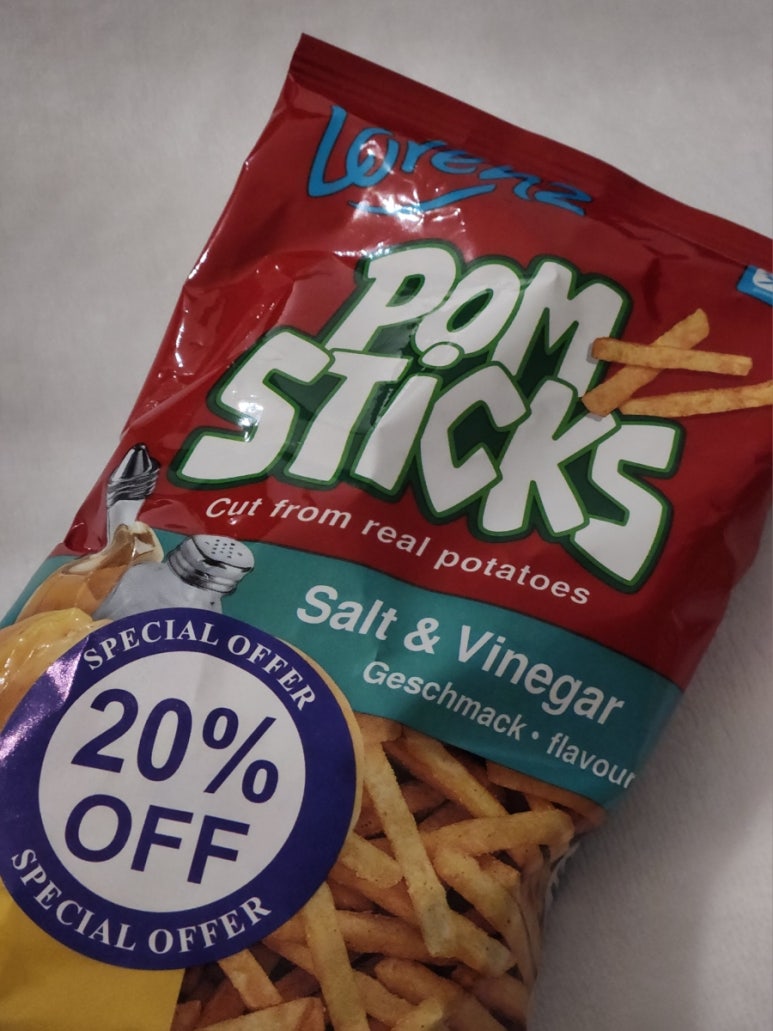 Lorenz
POM
STiCKS
Cut from real potatoes
Salt & Vinegar
Geschmack • flavour
SPECIAL OFFER
20%
OFF
SPECIAL OFFER